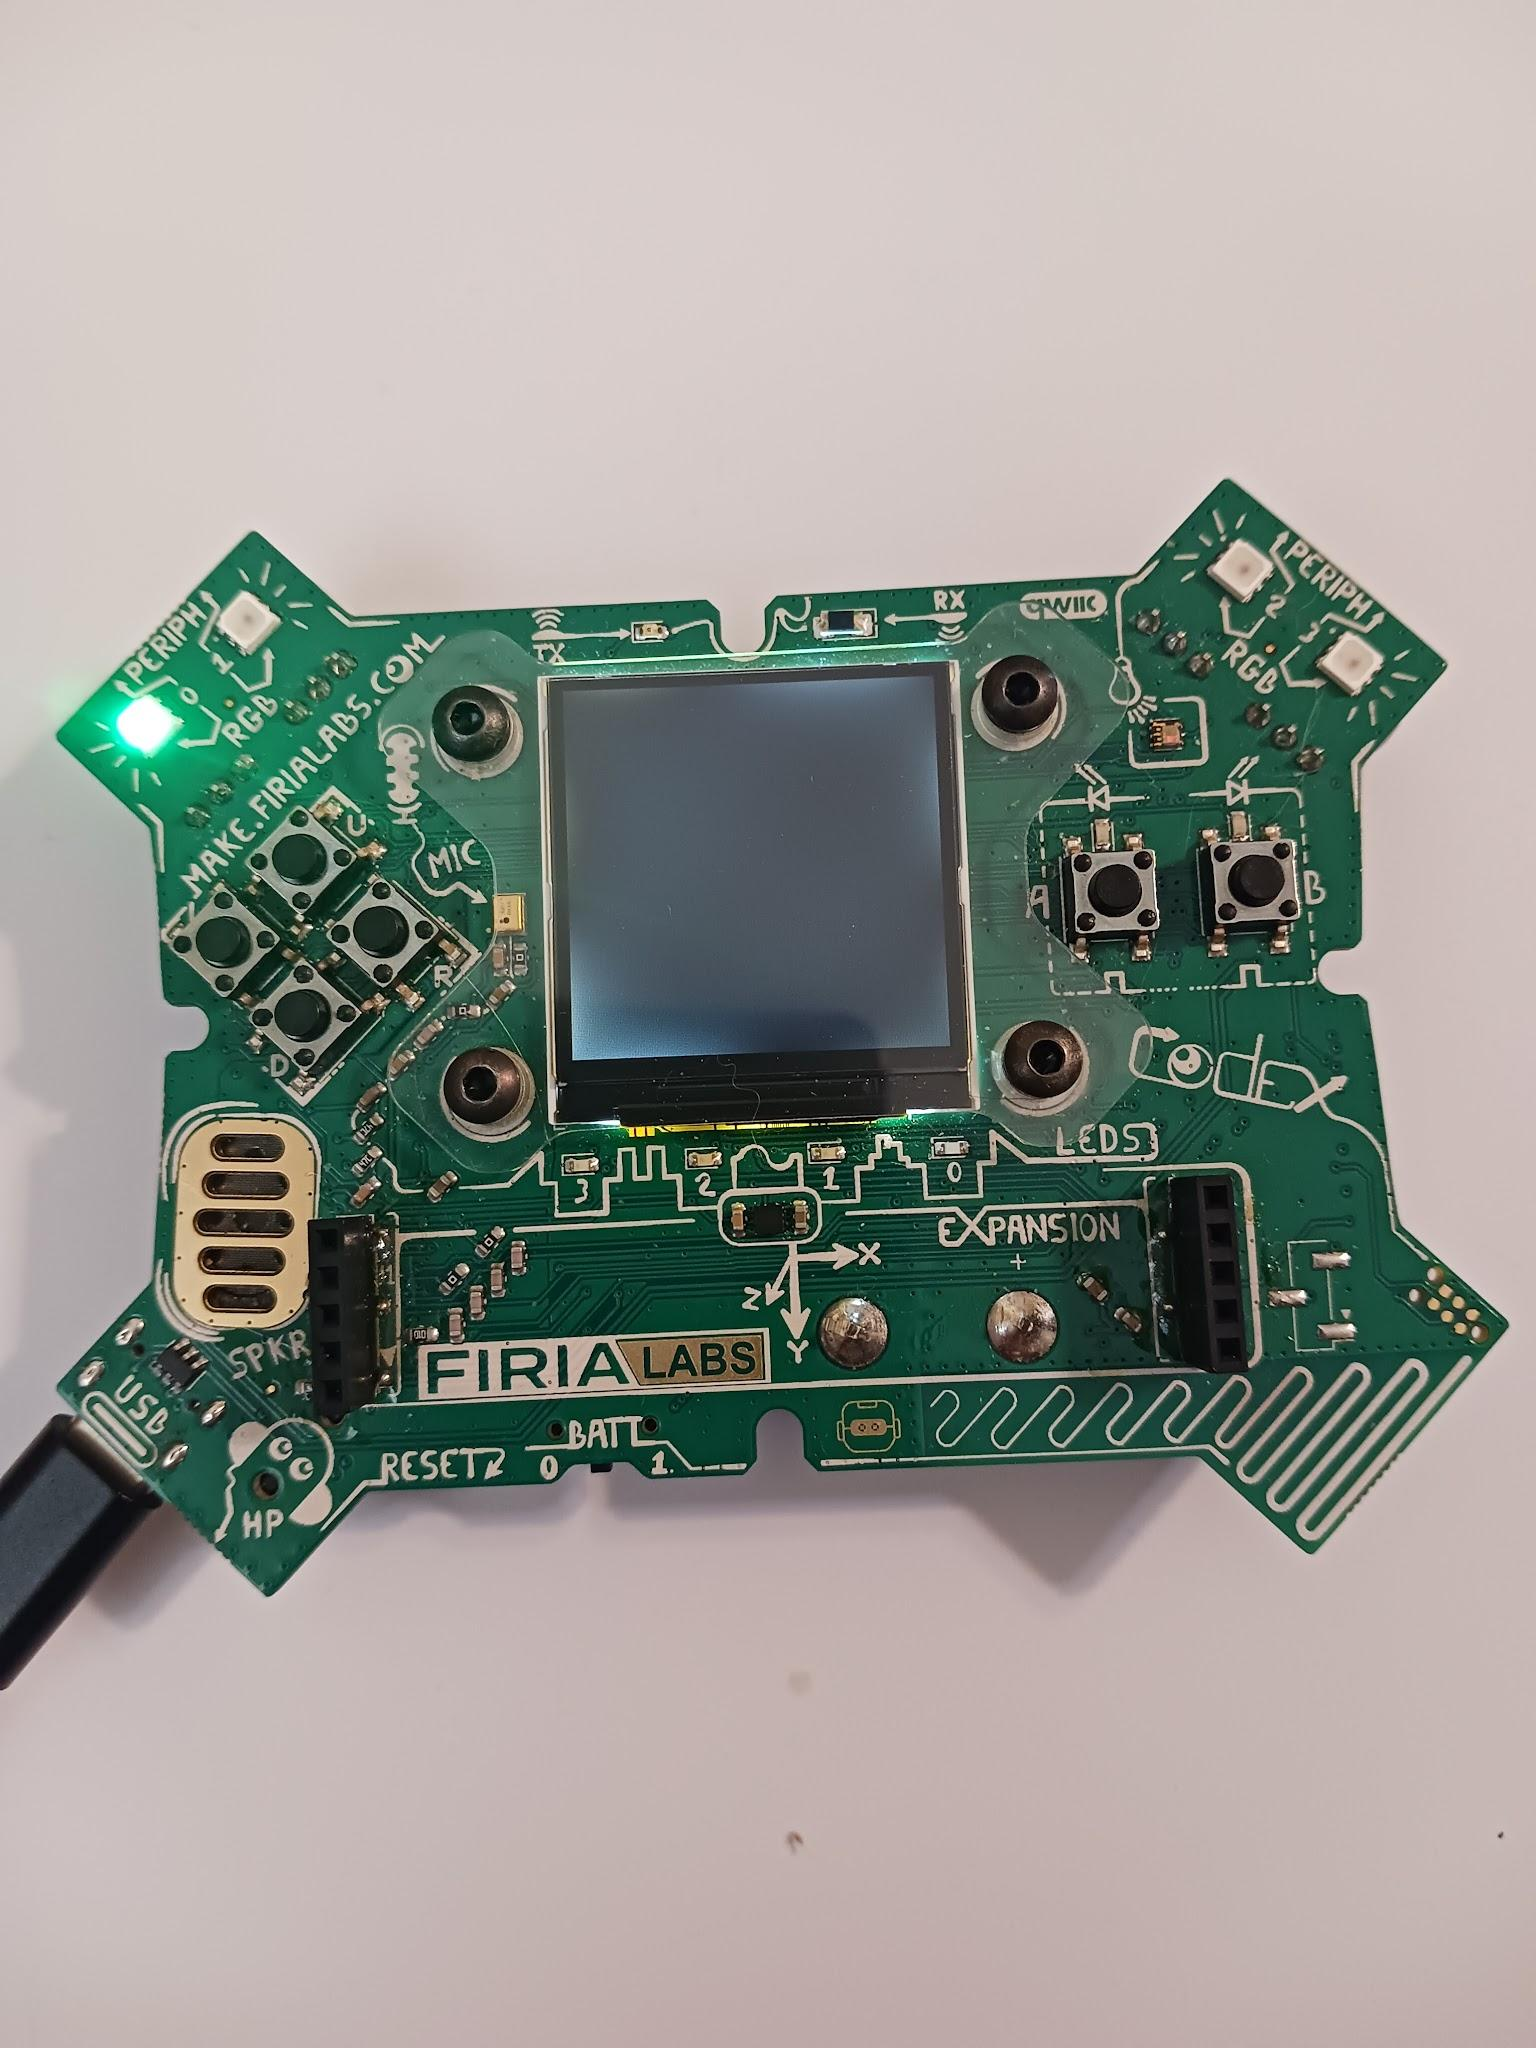 PERIPH
1
0
RGB
MAKE.FIRIALABS.COM
TX
RX
qwiic
PERIPH
2
3
RGB
U
R
D
MIC
A
B
CodeX
LEDS
3
2
1
0
EXPANSION
+
X
Z
Y
SPKR
FIRIA LABS
USB
HP
RESET
BATT
0
1